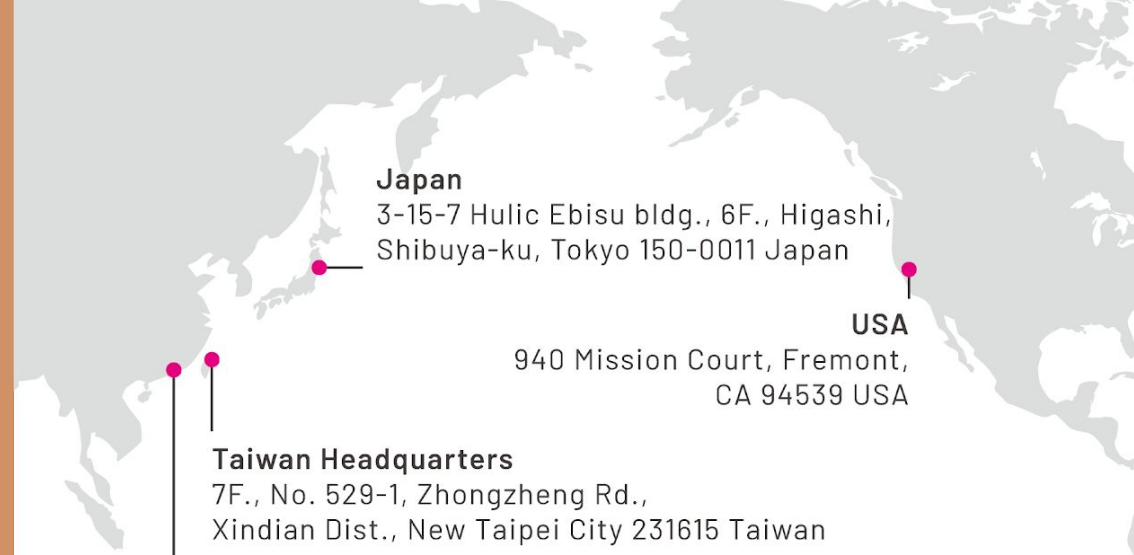 Japan
3-15-7 Hulic Ebisu bldg., 6F., Higashi,
Shibuya-ku, Tokyo 150-0011 Japan
USA
940 Mission Court, Fremont,
CA 94539 USA
Taiwan Headquarters
7F., No. 529-1, Zhongzheng Rd.,
Xindian Dist., New Taipei City 231615 Taiwan